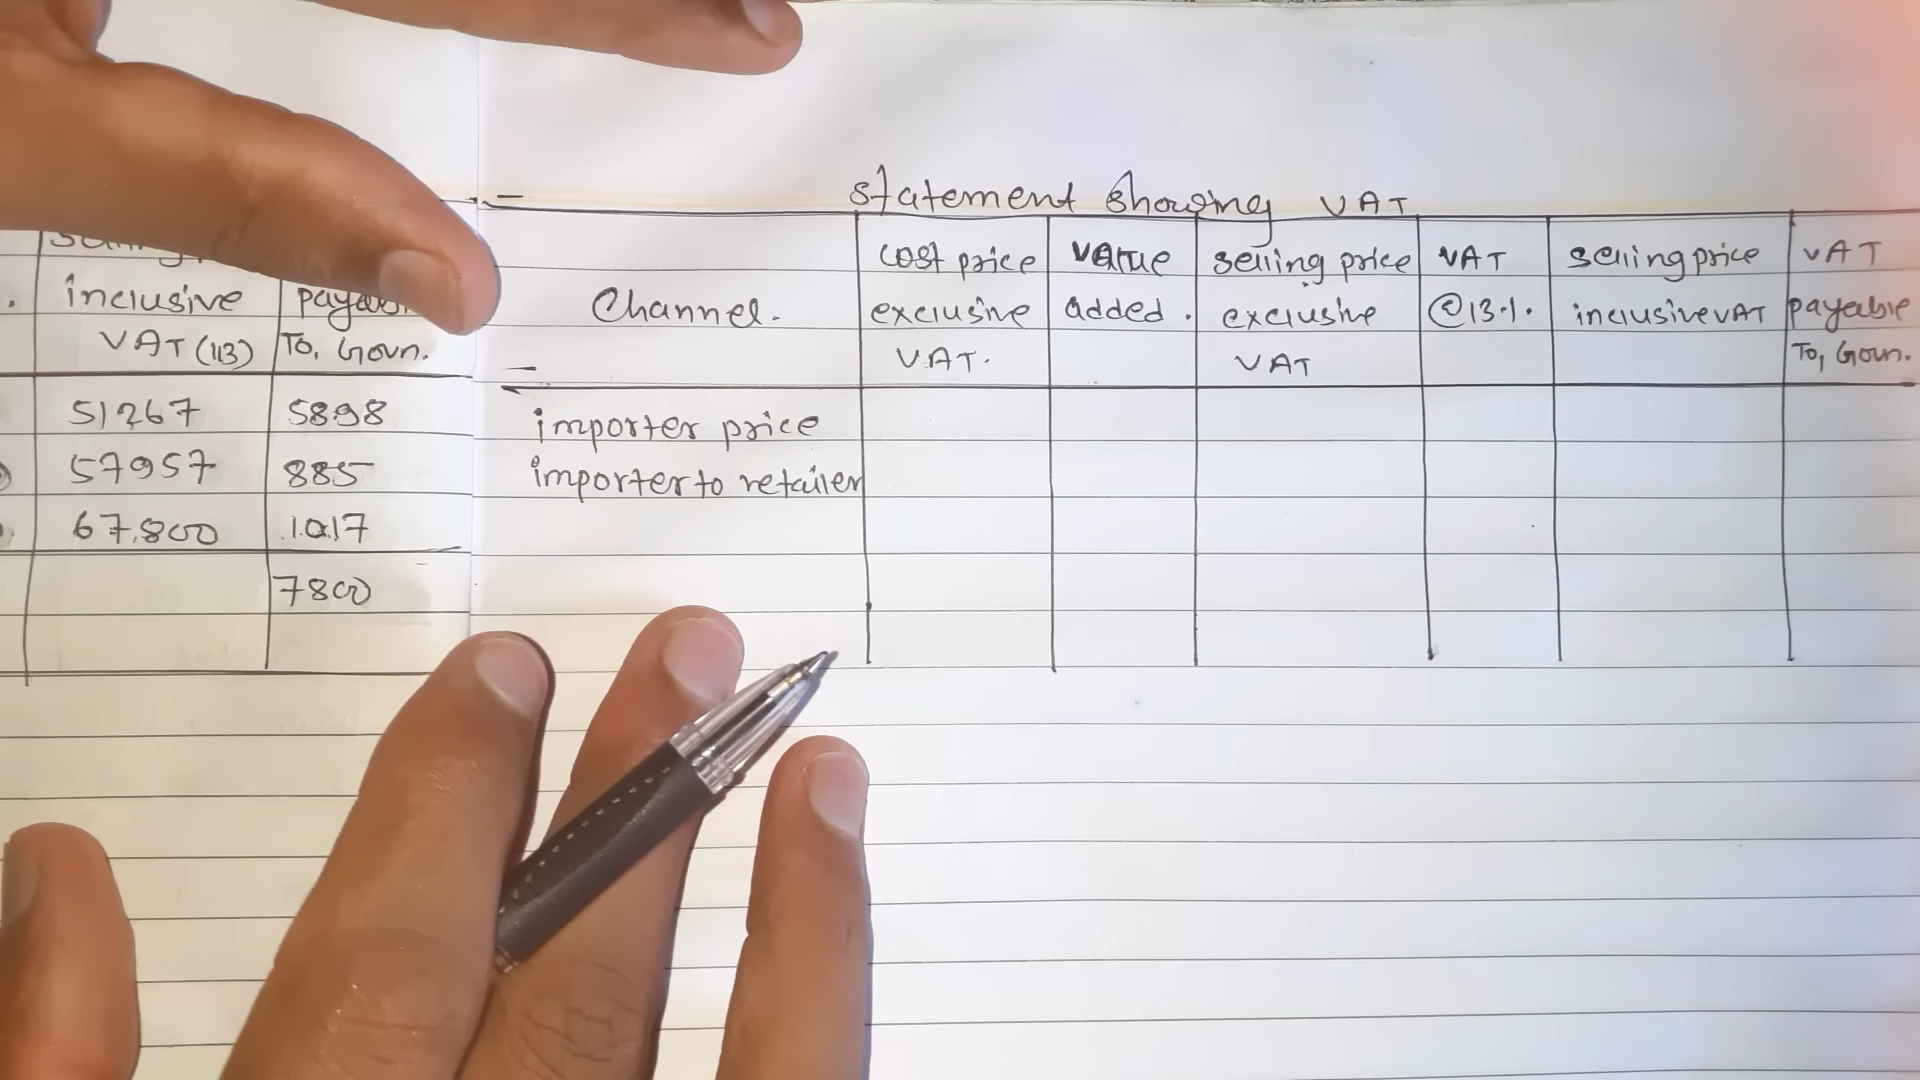 inclusive
VAT (113) To, Govn.
51267 5898
57957 885
67,800 1017
7800
statement showing VAT
Channel.
cost price
exclusive
VAT.
value
added.
selling price
exclusive
VAT
VAT
@13%.
selling price
inclusive VAT
VAT
payable
To, Govn.
importer price
importer to retailer